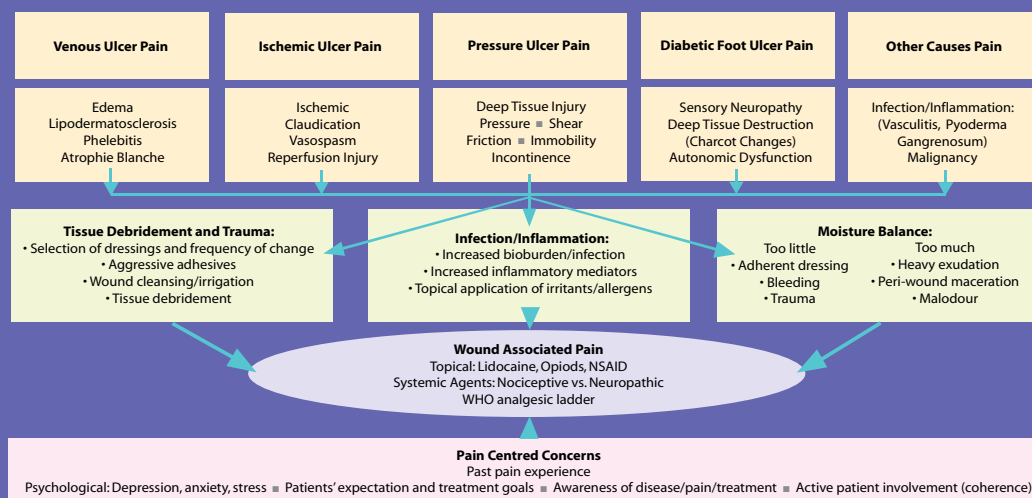 Venous Ulcer Pain
Ischemic Ulcer Pain
Pressure Ulcer Pain
Diabetic Foot Ulcer Pain
Other Causes Pain
Edema
Lipodermatosclerosis
Phelebitis
Atrophie Blanche
Ischemic
Claudication
Vasospasm
Reperfusion Injury
Deep Tissue Injury
Pressure ■ Shear
Friction ■ Immobility
Incontinence
Sensory Neuropathy
Deep Tissue Destruction
(Charcot Changes)
Autonomic Dysfunction
Infection/Inflammation:
(Vasculitis, Pyoderma
Gangrenosum)
Malignancy
Tissue Debridement and Trauma:
• Selection of dressings and frequency of change
• Aggressive adhesives
• Wound cleansing/irrigation
• Tissue debridement
Infection/Inflammation:
• Increased bioburden/infection
• Increased inflammatory mediators
• Topical application of irritants/allergens
Moisture Balance:
Too little
• Adherent dressing
• Bleeding
• Trauma
Too much
• Heavy exudation
• Peri-wound maceration
• Malodour
Wound Associated Pain
Topical: Lidocaine, Opiods, NSAID
Systemic Agents: Nociceptive vs. Neuropathic
WHO analgesic ladder
Pain Centred Concerns
Past pain experience
Psychological: Depression, anxiety, stress ■ Patients' expectation and treatment goals ■ Awareness of disease/pain/treatment ■ Active patient involvement (coherence)